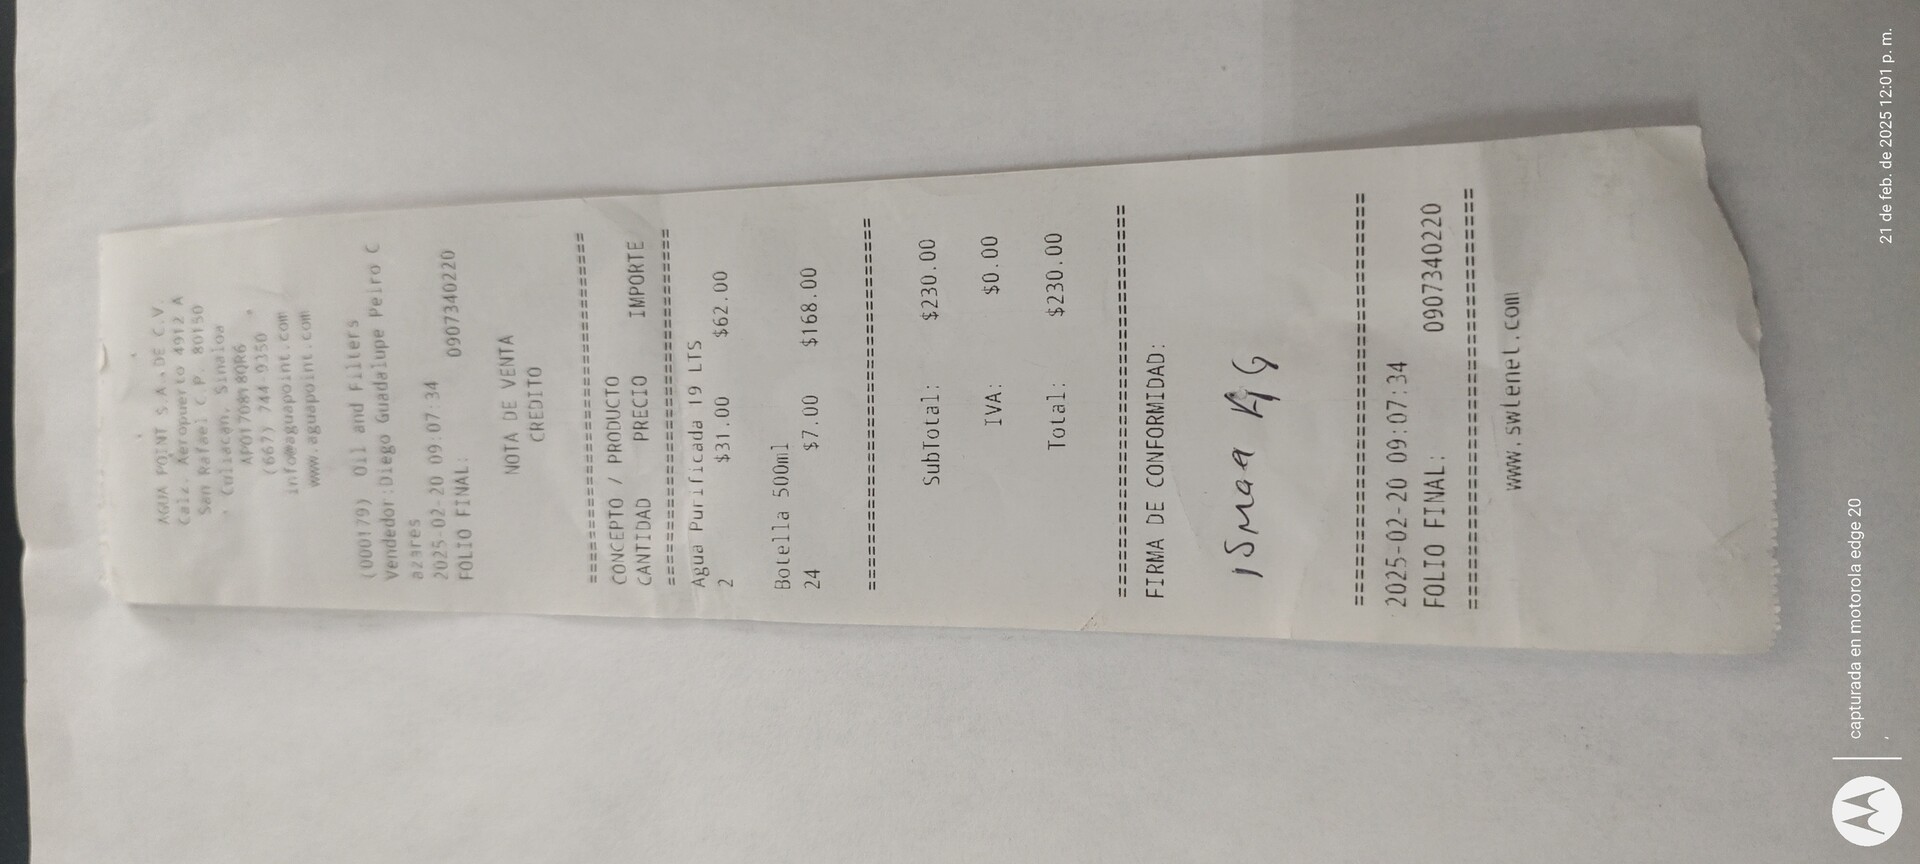 AGUA POINT S.A. DE C.V.
Calz. Aeropuerto 4912 A
San Rafael C.P. 80150
Culiacan, Sinaloa
APO170818QR6
(667) 744 9350
info@aguapoint.com
www.aguapoint.com
(000179) Oil and Filters
Vendedor:Diego Guadalupe Peiro C
azares
2025-02-20 09:07:34
FOLIO FINAL: 0907340220
NOTA DE VENTA
CREDITO
================================
CONCEPTO / PRODUCTO
CANTIDAD PRECIO IMPORTE
================================
Agua Purificada 19 LTS
2 $31.00 $62.00
Botella 500ml
24 $7.00 $168.00
================================
SubTotal: $230.00
IVA: $0.00
Total: $230.00
================================
FIRMA DE CONFORMIDAD:
================================
2025-02-20 09:07:34
FOLIO FINAL: 0907340220
================================
www.swlenet.com
capturada en motorola edge 20
21 de feb. de 2025 12:01 p. m.